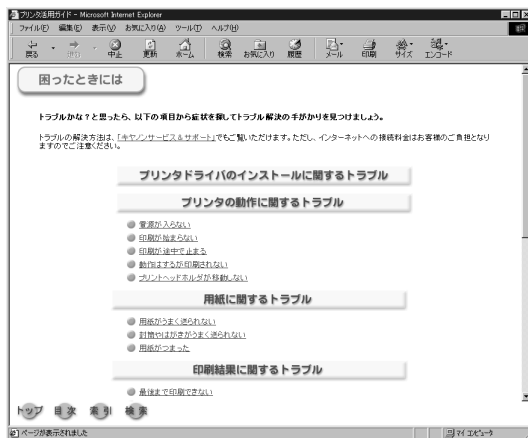 プリンタ活用ガイド - Microsoft Internet Explorer
ファイル(F) 編集(E) 表示(V) お気に入り(A) ツール(T) ヘルプ(H)
戻る 進む 中止 更新 ホーム 検索 お気に入り 履歴 メール 印刷 サイズ エンコード
困ったときには
トラブルかな？と思ったら、以下の項目から症状を探してトラブル解決の手がかりを見つけましょう。
トラブルの解決方法は、「キヤノンサービス＆サポート」でもご覧いただけます。ただし、インターネットへの接続料金はお客様のご負担となり
ますのでご注意ください。
プリンタドライバのインストールに関するトラブル
プリンタの動作に関するトラブル
電源が入らない
印刷が始まらない
印刷が途中で止まる
動作はするが印刷されない
プリントヘッドホルダが移動しない
用紙に関するトラブル
用紙がうまく送られない
封筒やはがきがうまく送られない
用紙がつまった
印刷結果に関するトラブル
最後まで印刷できない
トップ 目次 索引 検索
ページが表示されました マイ コンピュータ